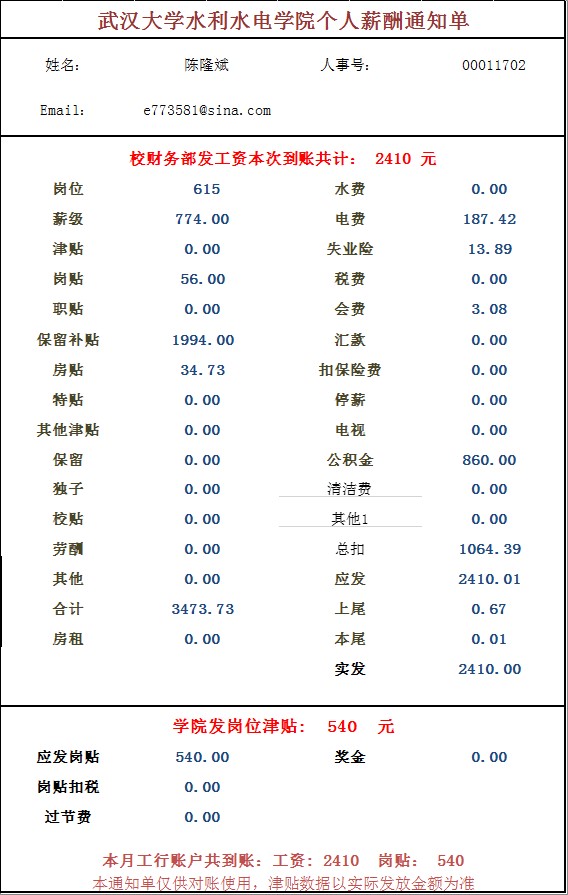 武汉大学水利水电学院个人薪酬通知单
姓名： 陈隆斌 人事号： 00011702
Email： e773581@sina.com
校财务部发工资本次到账共计： 2410 元
岗位 615 水费 0.00
薪级 774.00 电费 187.42
津贴 0.00 失业险 13.89
岗贴 56.00 税费 0.00
职贴 0.00 会费 3.08
保留补贴 1994.00 汇款 0.00
房贴 34.73 扣保险费 0.00
特贴 0.00 停薪 0.00
其他津贴 0.00 电视 0.00
保留 0.00 公积金 860.00
独子 0.00 清洁费 0.00
校贴 0.00 其他1 0.00
劳酬 0.00 总扣 1064.39
其他 0.00 应发 2410.01
合计 3473.73 上尾 0.67
房租 0.00 本尾 0.01
实发 2410.00
学院发岗位津贴： 540 元
应发岗贴 540.00 奖金 0.00
岗贴扣税 0.00
过节费 0.00
本月工行账户共到账：工资：2410 岗贴： 540
本通知单仅供对账使用，津贴数据以实际发放金额为准